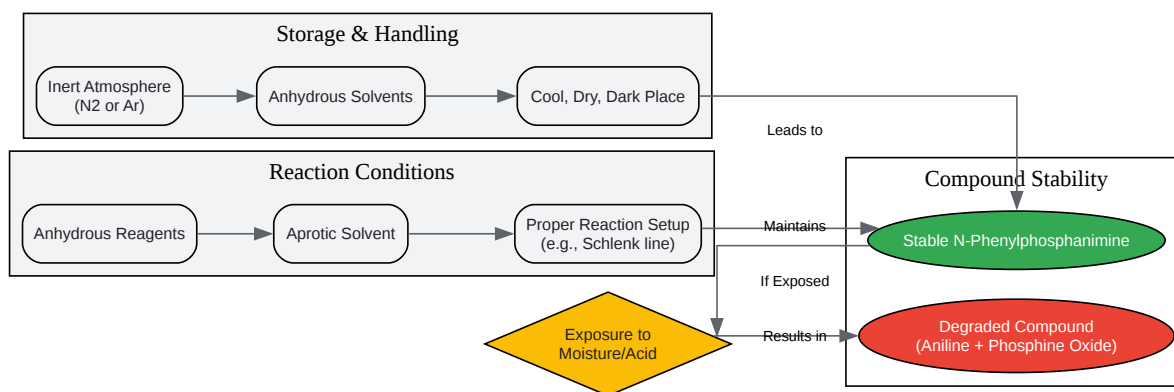 Storage & Handling
Inert Atmosphere
(N2 or Ar)
Anhydrous Solvents
Cool, Dry, Dark Place
Leads to
Reaction Conditions
Anhydrous Reagents
Aprotic Solvent
Proper Reaction Setup
(e.g., Schlenk line)
Maintains
Compound Stability
Stable N-Phenylphosphanimine
If Exposed
Exposure to
Moisture/Acid
Results in
Degraded Compound
(Aniline + Phosphine Oxide)